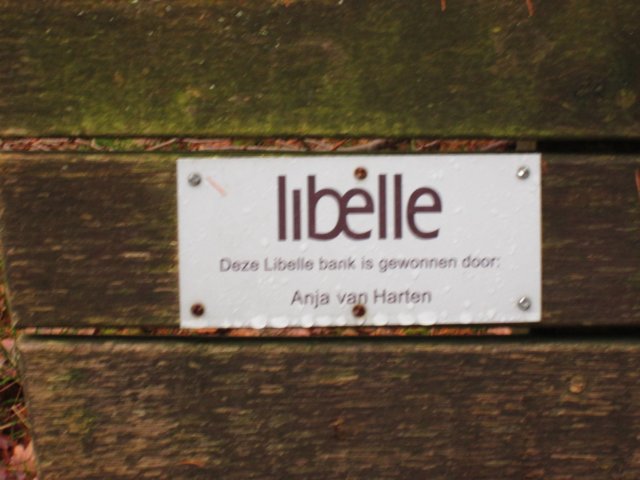 libelle
Deze Libelle bank is gewonnen door:
Anja van Harten